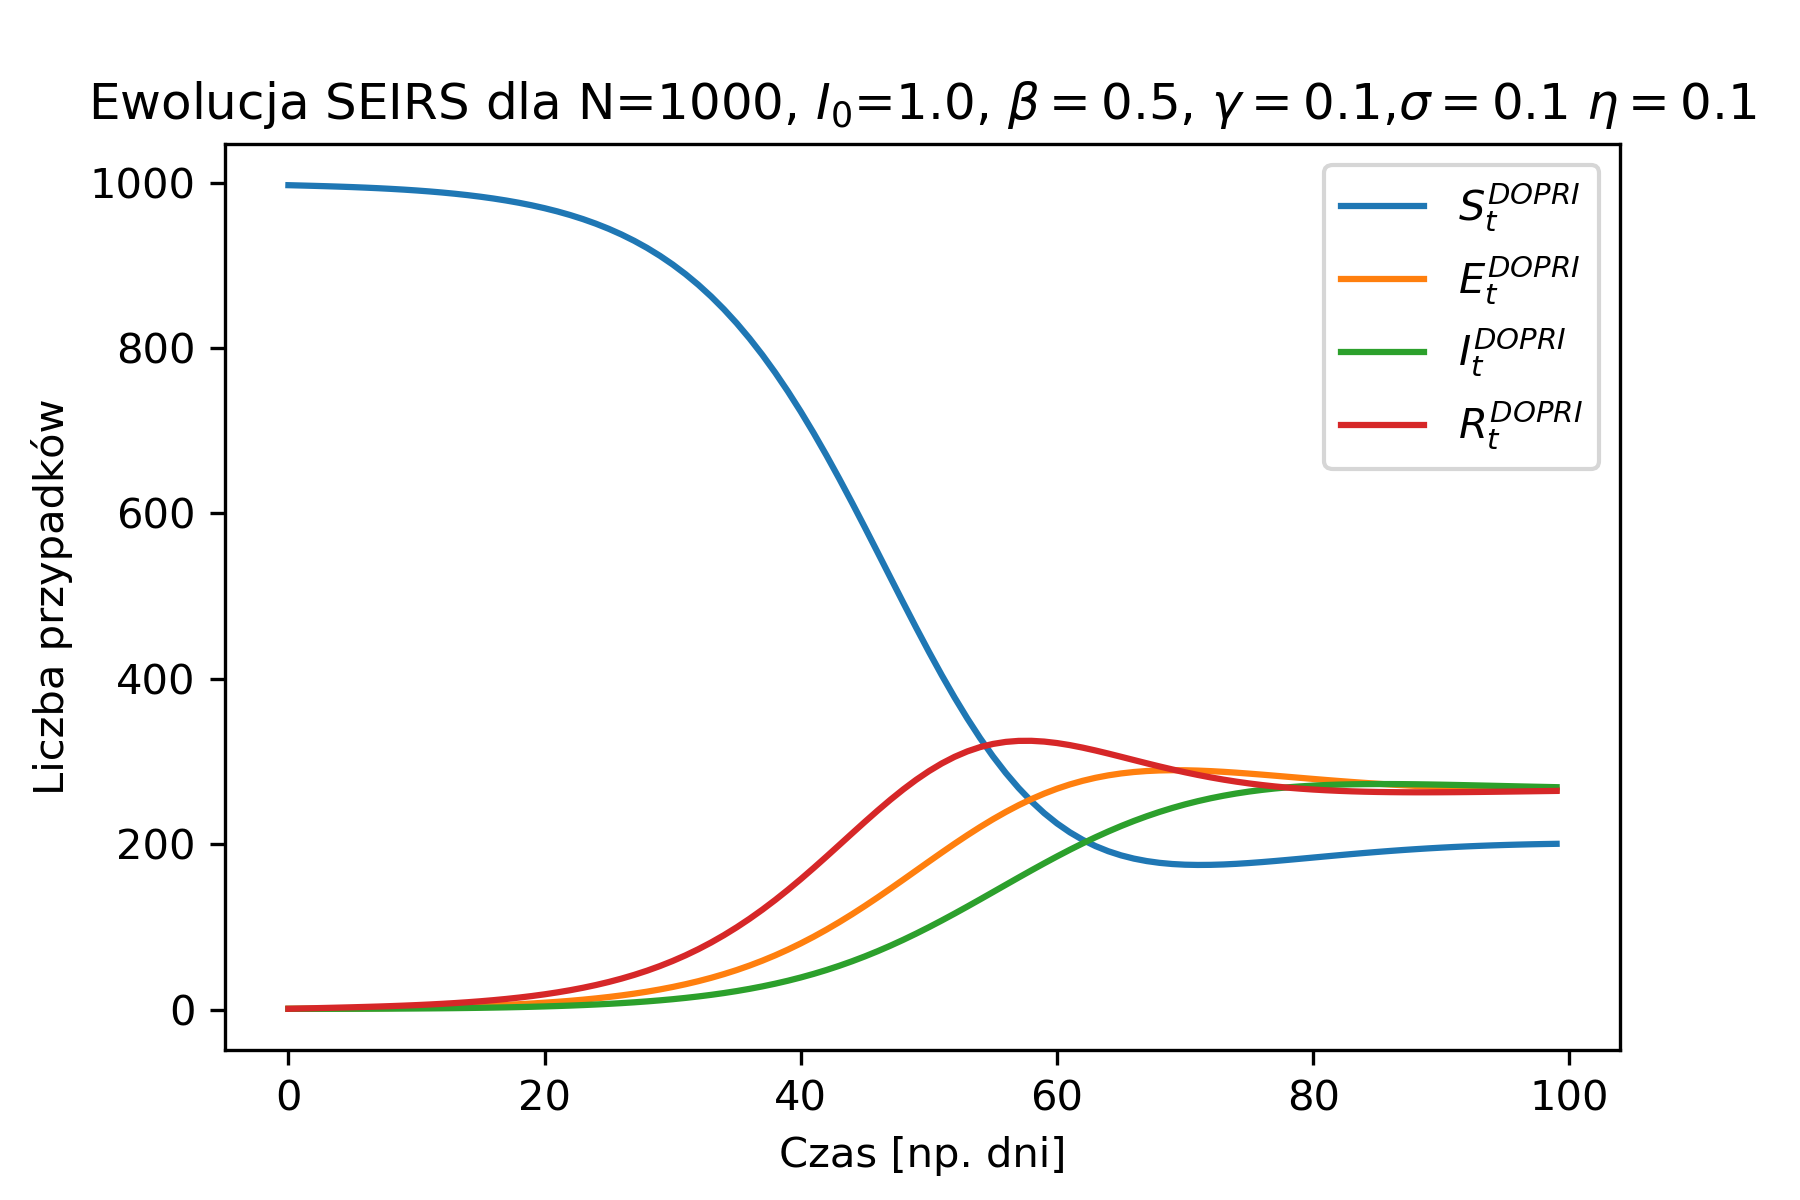 Ewolucja SEIRS dla N=1000, I₀=1.0, β = 0.5, γ = 0.1,σ = 0.1 η = 0.1
1000
800
600
400
200
0
Liczba przypadków
S_t^DOPRI
E_t^DOPRI
I_t^DOPRI
R_t^DOPRI
0 20 40 60 80 100
Czas [np. dni]